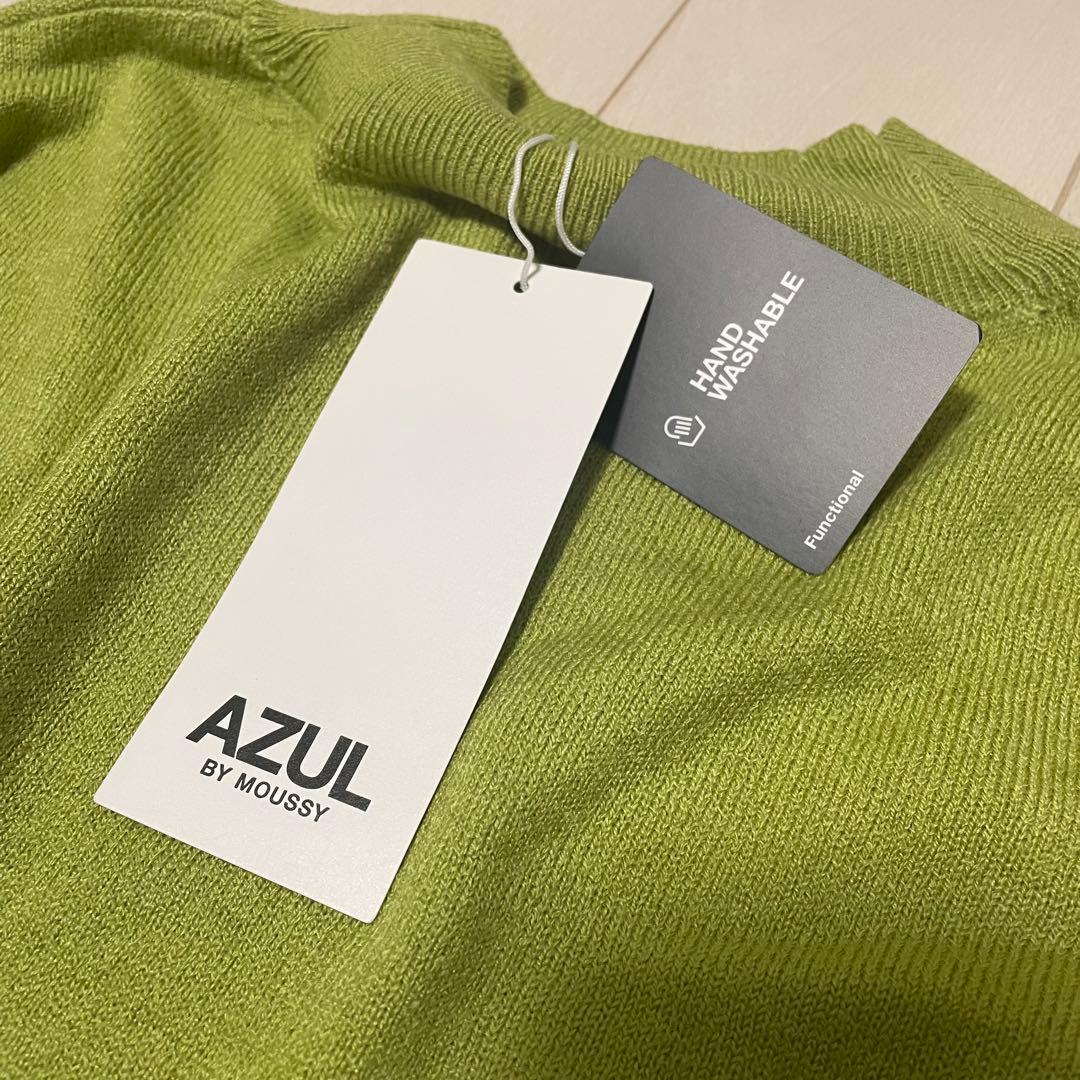 AZUL
BY MOUSSY
HAND
WASHABLE
Functional